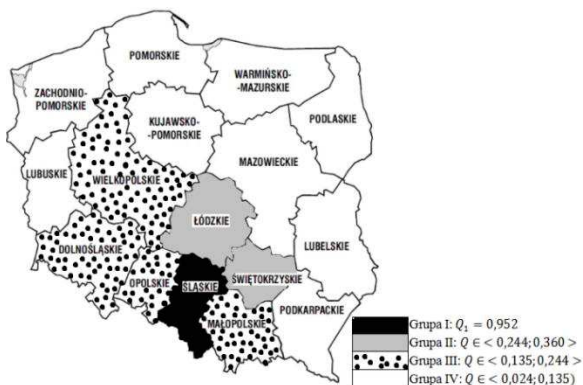 POMORSKIE
WARMIŃSKO-
MAZURSKIE
ZACHODNIO-
POMORSKIE
PODLASKIE
KUJAWSKO-
-POMORSKIE
MAZOWIECKIE
LUBUSKIE
WIELKOPOLSKIE
ŁÓDZKIE
DOLNOŚLĄSKIE
LUBELSKIE
OPOLSKIE
ŚLĄSKIE
ŚWIĘTOKRZYSKIE
PODKARPACKIE
MAŁOPOLSKIE
Grupa I: Q₁ = 0,952
Grupa II: Q ∈ < 0,244; 0,360 >
Grupa III: Q ∈ < 0,135; 0,244 >
Grupa IV: Q ∈ < 0,024; 0,135)